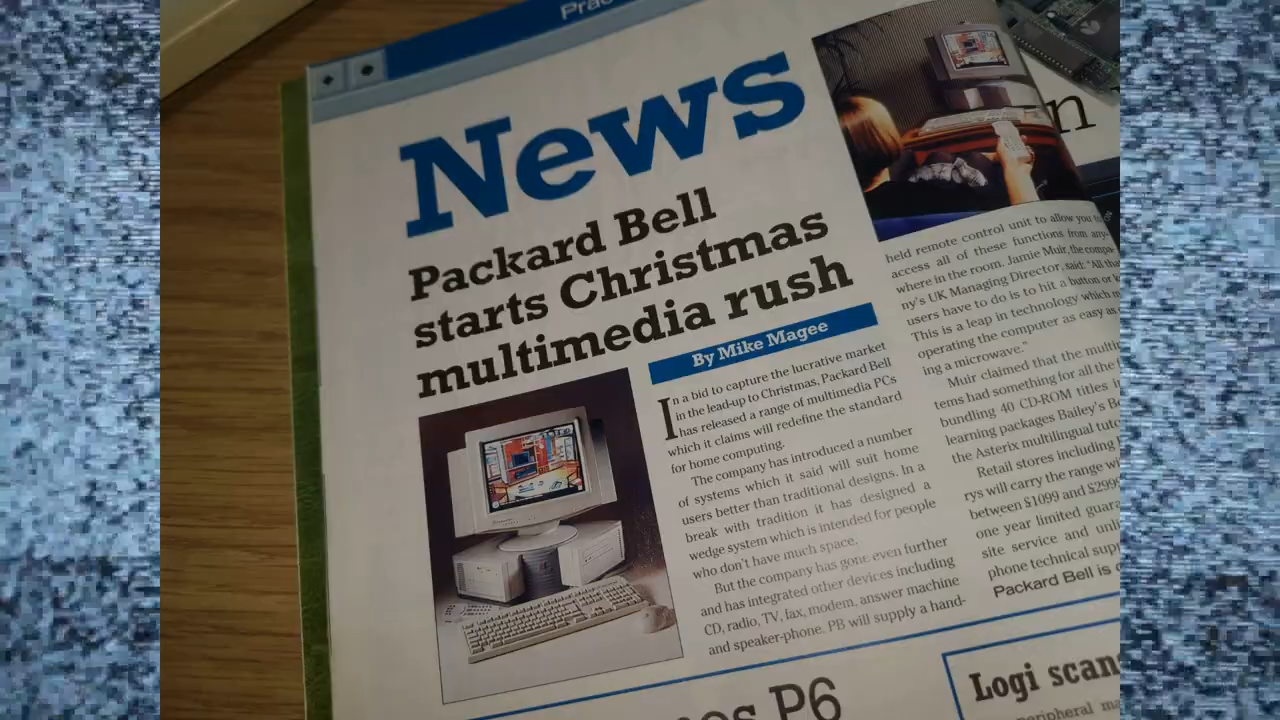 News
Packard Bell
starts Christmas
multimedia rush
By Mike Magee
In a bid to capture the lucrative market
in the lead-up to Christmas, Packard Bell
has released a range of multimedia PCs
which it claims will redefine the standard
for home computing.
The company has introduced a number
of systems which it said will suit home
users better than traditional designs. In a
break with tradition it has designed a
wedge system which is intended for people
who don't have much space.
But the company has gone even further
and has integrated other devices including
CD, radio, TV, fax, modem, answer machine
and speaker-phone. PB will supply a hand-
held remote control unit to allow you to
access all of these functions from any-
where in the room. Jamie Muir, the compa-
ny's UK Managing Director, said: "All that
users have to do is to hit a button or
This is a leap in technology which
operating the computer as easy as
ing a microwave."
Muir claimed that the
tems had something for all the
bundling 40 CD-ROM titles
learning packages Bailey's
the Asterix multilingual
Retail stores including
rys will carry the range
between $1099 and
one year limited
site service and
phone technical
Packard Bell is
P6
Logi